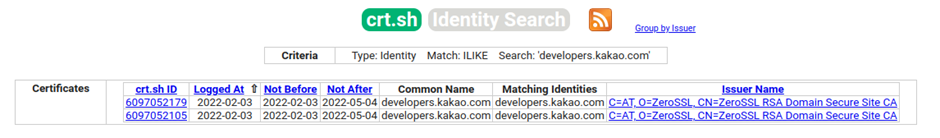 crt.sh Identity Search Group by Issuer
Criteria Type: Identity Match: ILIKE Search: 'developers.kakao.com'
Certificates crt.sh ID Logged At ⇧ Not Before Not After Common Name Matching Identities Issuer Name
6097052179 2022-02-03 2022-02-03 2022-05-04 developers.kakao.com developers.kakao.com C=AT, O=ZeroSSL, CN=ZeroSSL RSA Domain Secure Site CA
6097052105 2022-02-03 2022-02-03 2022-05-04 developers.kakao.com developers.kakao.com C=AT, O=ZeroSSL, CN=ZeroSSL RSA Domain Secure Site CA